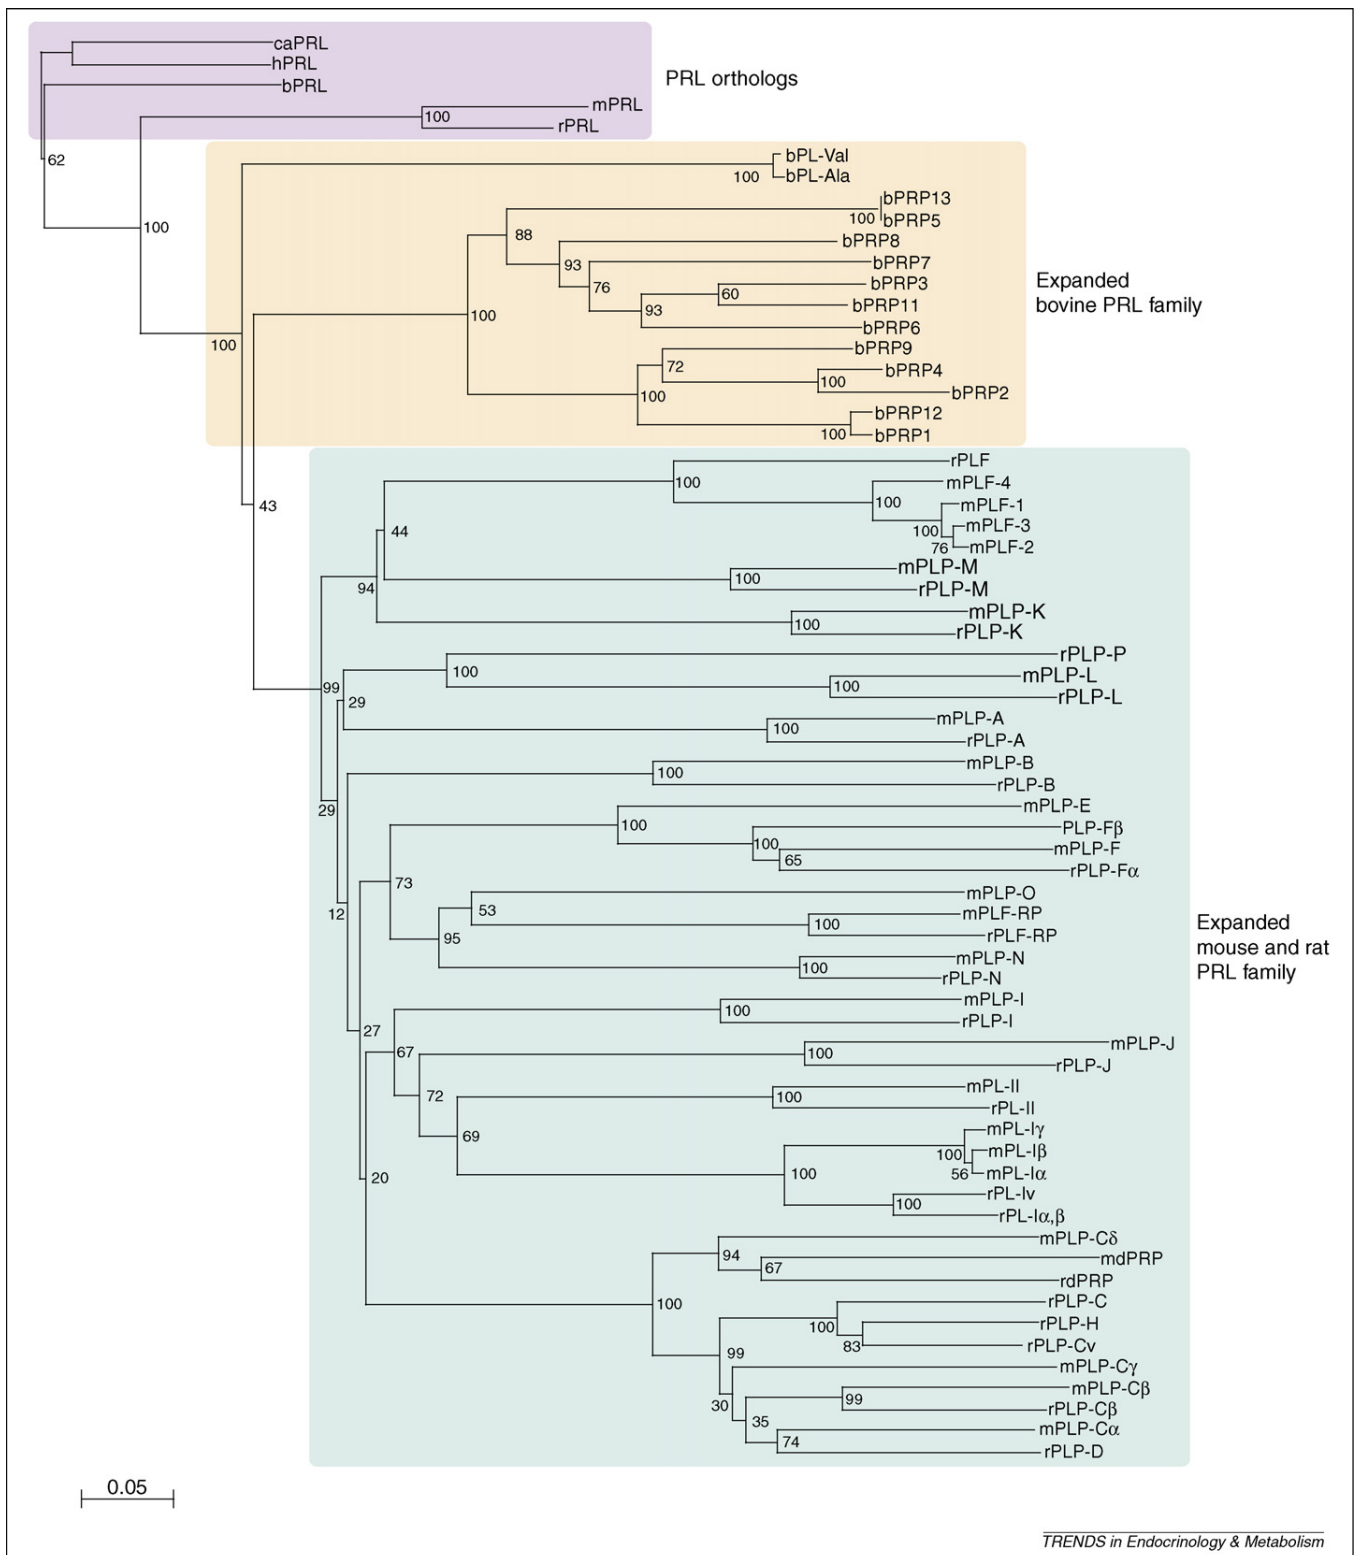 caPRL
hPRL
bPRL
PRL orthologs
mPRL
100
rPRL
62
bPL-Val
100
bPL-Ala
bPRP13
100
bPRP5
100
88
bPRP8
93
bPRP7
76
bPRP3
60
Expanded
bovine PRL family
bPRP11
93
100
bPRP6
100
bPRP9
72
bPRP4
100
bPRP2
100
bPRP12
100
bPRP1
rPLF
100
mPLF-4
100
43
mPLF-1
100
mPLF-3
44
76
mPLF-2
mPLP-M
100
94
rPLP-M
mPLP-K
100
rPLP-K
rPLP-P
100
mPLP-L
99
100
29
rPLP-L
mPLP-A
100
rPLP-A
mPLP-B
100
rPLP-B
29
mPLP-E
100
PLP-Fβ
100
mPLP-F
65
rPLP-Fα
73
mPLP-O
53
12
mPLF-RP
100
95
rPLF-RP
Expanded
mouse and rat
PRL family
mPLP-N
100
rPLP-N
mPLP-I
100
rPLP-I
27
mPLP-J
67
100
rPLP-J
mPL-II
72
100
rPL-II
mPL-Iγ
69
100
mPL-Iβ
56
mPL-Iα
100
20
rPL-Iv
100
rPL-Iα,β
mPLP-Cδ
94
mdPRP
67
rdPRP
100
rPLP-C
100
rPLP-H
83
rPLP-Cv
99
mPLP-Cγ
mPLP-Cβ
99
30
rPLP-Cβ
35
mPLP-Cα
74
rPLP-D
0.05
TRENDS in Endocrinology & Metabolism